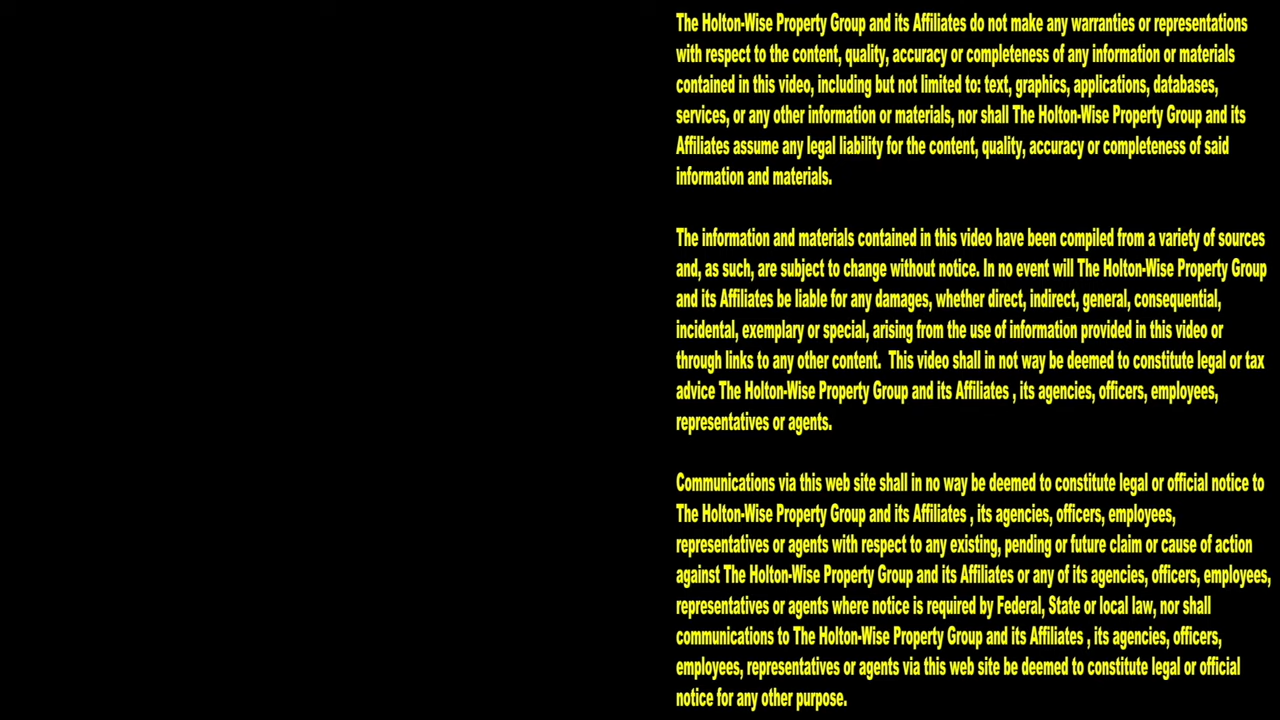 The Holton-Wise Property Group and its Affiliates do not make any warranties or representations
with respect to the content, quality, accuracy or completeness of any information or materials
contained in this video, including but not limited to: text, graphics, applications, databases,
services, or any other information or materials, nor shall The Holton-Wise Property Group and its
Affiliates assume any legal liability for the content, quality, accuracy or completeness of said
information and materials.
The information and materials contained in this video have been compiled from a variety of sources
and, as such, are subject to change without notice. In no event will The Holton-Wise Property Group
and its Affiliates be liable for any damages, whether direct, indirect, general, consequential,
incidental, exemplary or special, arising from the use of information provided in this video or
through links to any other content.  This video shall in not way be deemed to constitute legal or tax
advice The Holton-Wise Property Group and its Affiliates , its agencies, officers, employees,
representatives or agents.
Communications via this web site shall in no way be deemed to constitute legal or official notice to
The Holton-Wise Property Group and its Affiliates , its agencies, officers, employees,
representatives or agents with respect to any existing, pending or future claim or cause of action
against The Holton-Wise Property Group and its Affiliates or any of its agencies, officers, employees,
representatives or agents where notice is required by Federal, State or local law, nor shall
communications to The Holton-Wise Property Group and its Affiliates , its agencies, officers,
employees, representatives or agents via this web site be deemed to constitute legal or official
notice for any other purpose.